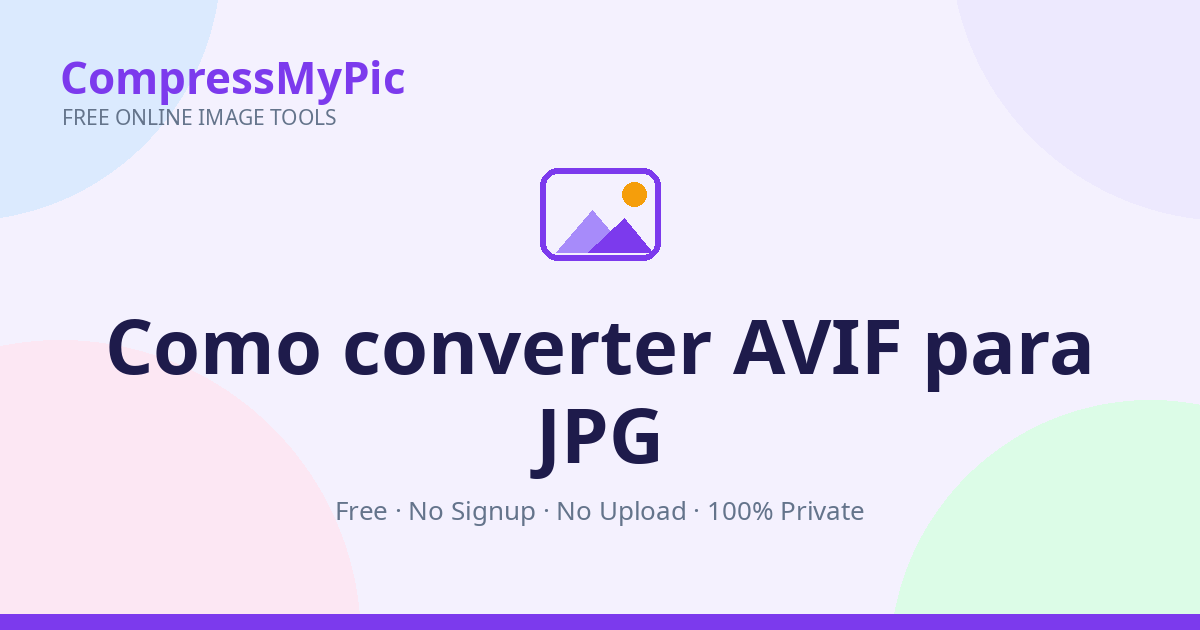 CompressMyPic
FREE ONLINE IMAGE TOOLS
Como converter AVIF para
JPG
Free · No Signup · No Upload · 100% Private